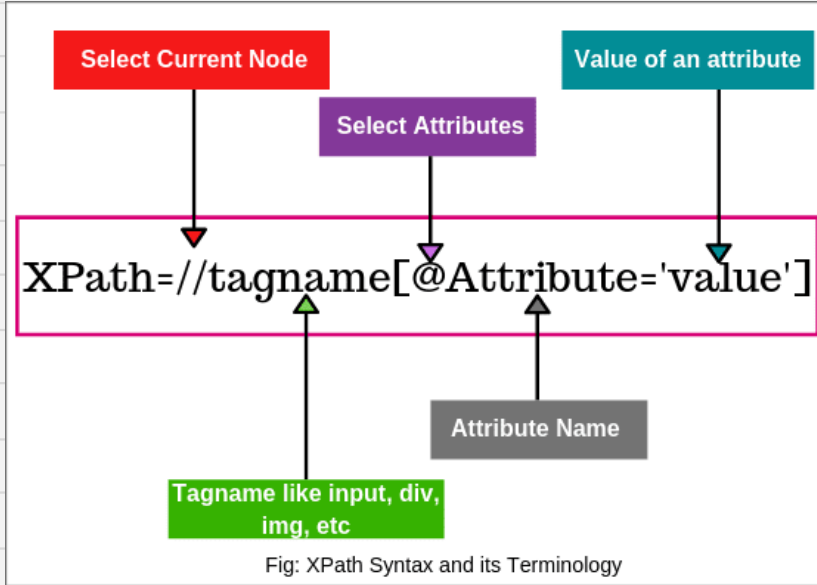 Select Current Node
Value of an attribute
Select Attributes
XPath=//tagname[@Attribute='value']
Attribute Name
Tagname like input, div,
img, etc
Fig: XPath Syntax and its Terminology